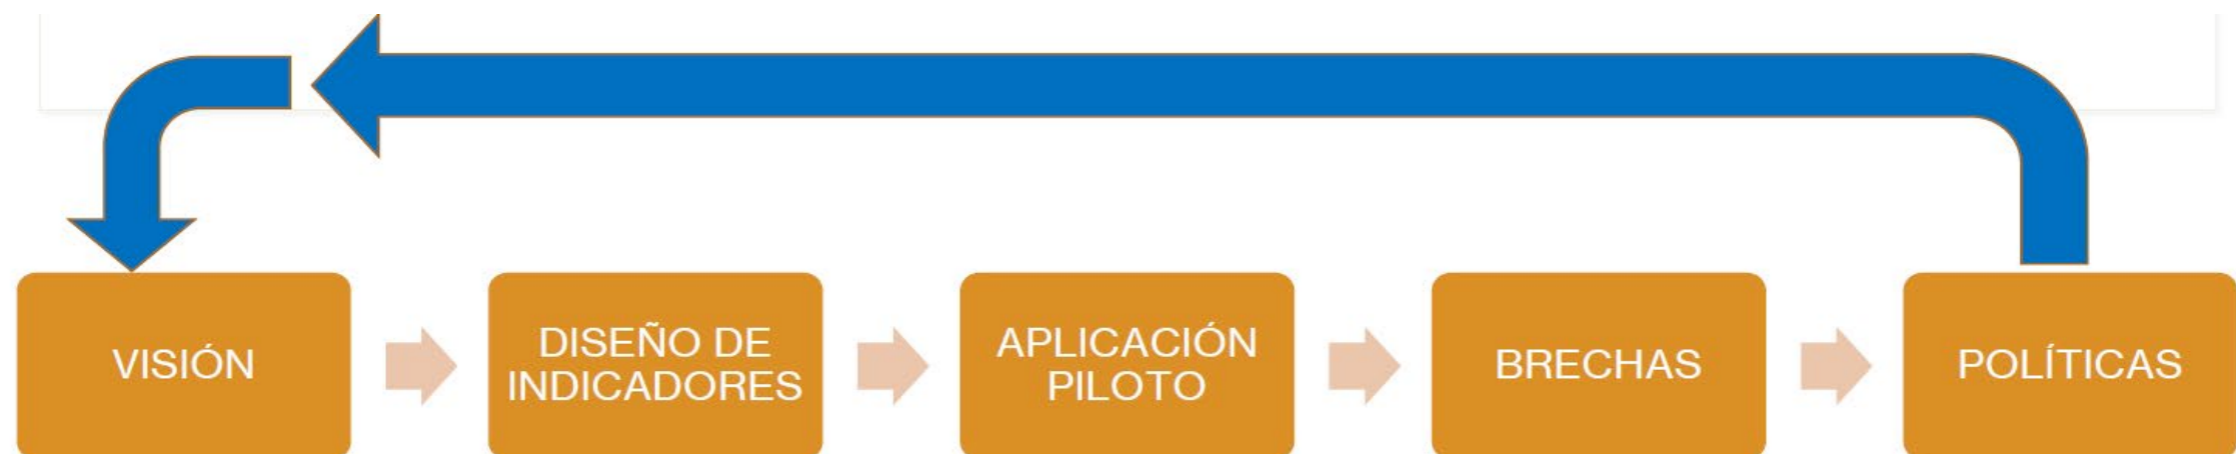 VISIÓN
DISEÑO DE
INDICADORES
APLICACIÓN
PILOTO
BRECHAS
POLÍTICAS